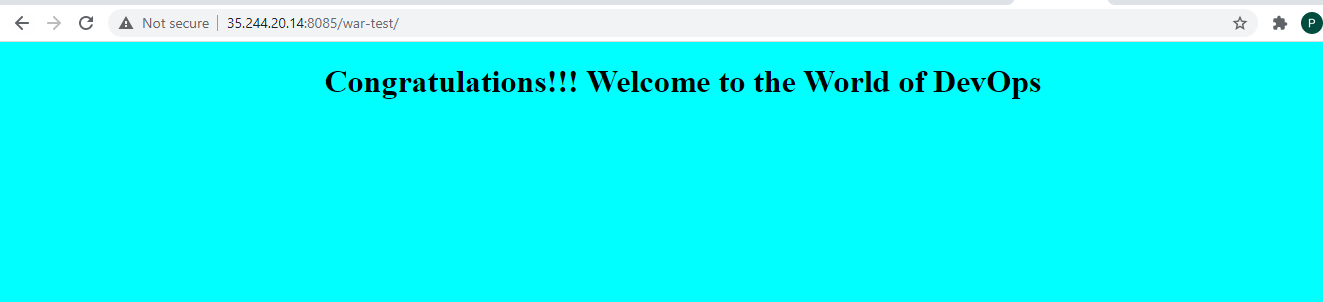 Not secure 35.244.20.14:8085/war-test/
P
Congratulations!!! Welcome to the World of DevOps